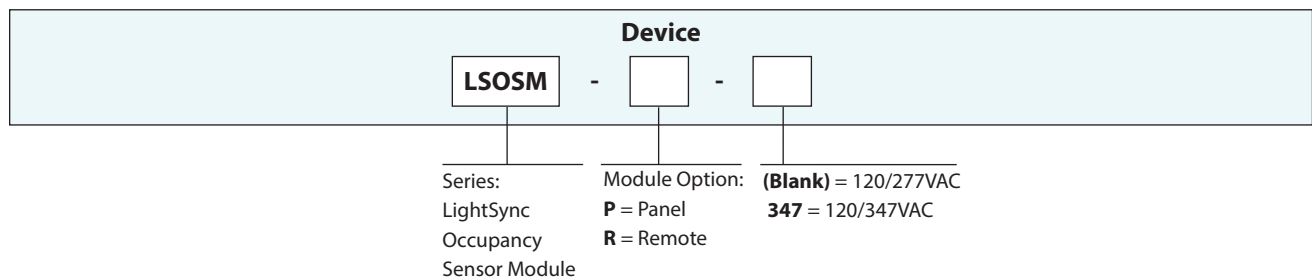 Device
LSOSM - -
Series:
LightSync
Occupancy
Sensor Module
Module Option:
P = Panel
R = Remote
(Blank) = 120/277VAC
347 = 120/347VAC